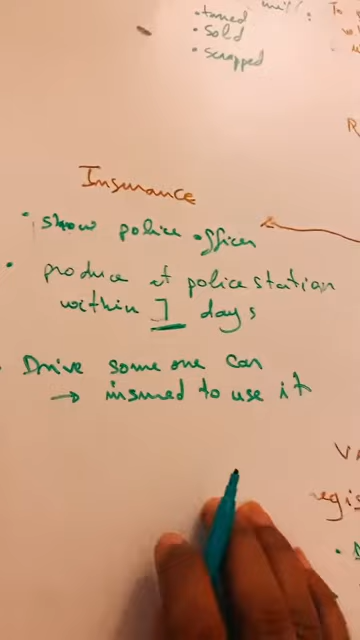 • taxed
• sold
• scrapped
Insurance
• show police officer
• produce at police station
within 7 days
• Drive some one car
→ insured to use it
regis